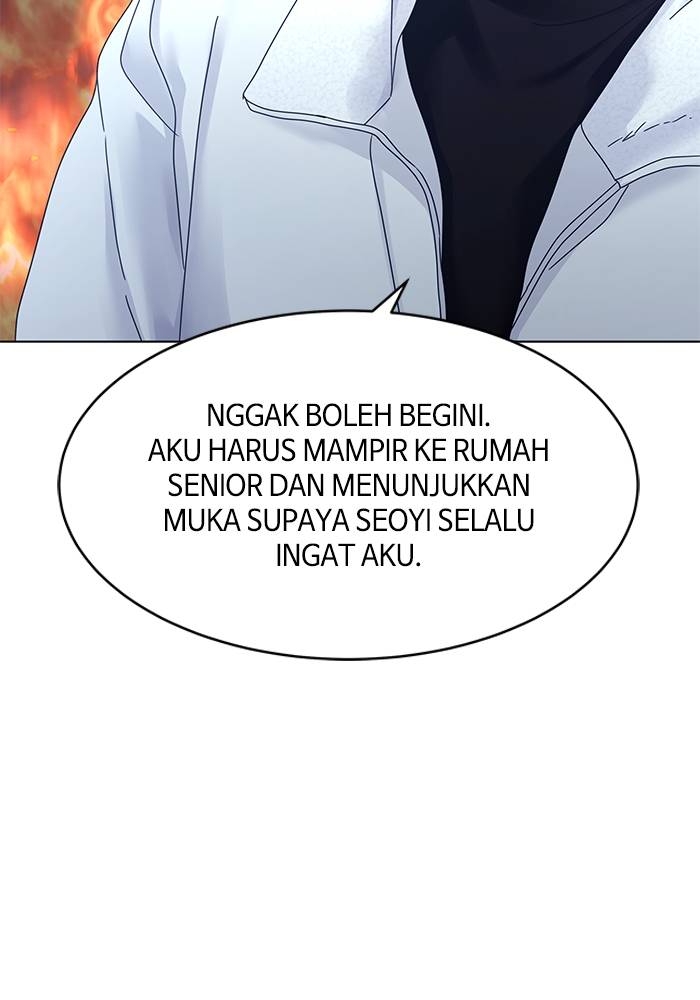 NGGAK BOLEH BEGINI.
AKU HARUS MAMPIR KE RUMAH
SENIOR DAN MENUNJUKKAN
MUKA SUPAYA SEOYI SELALU
INGAT AKU.